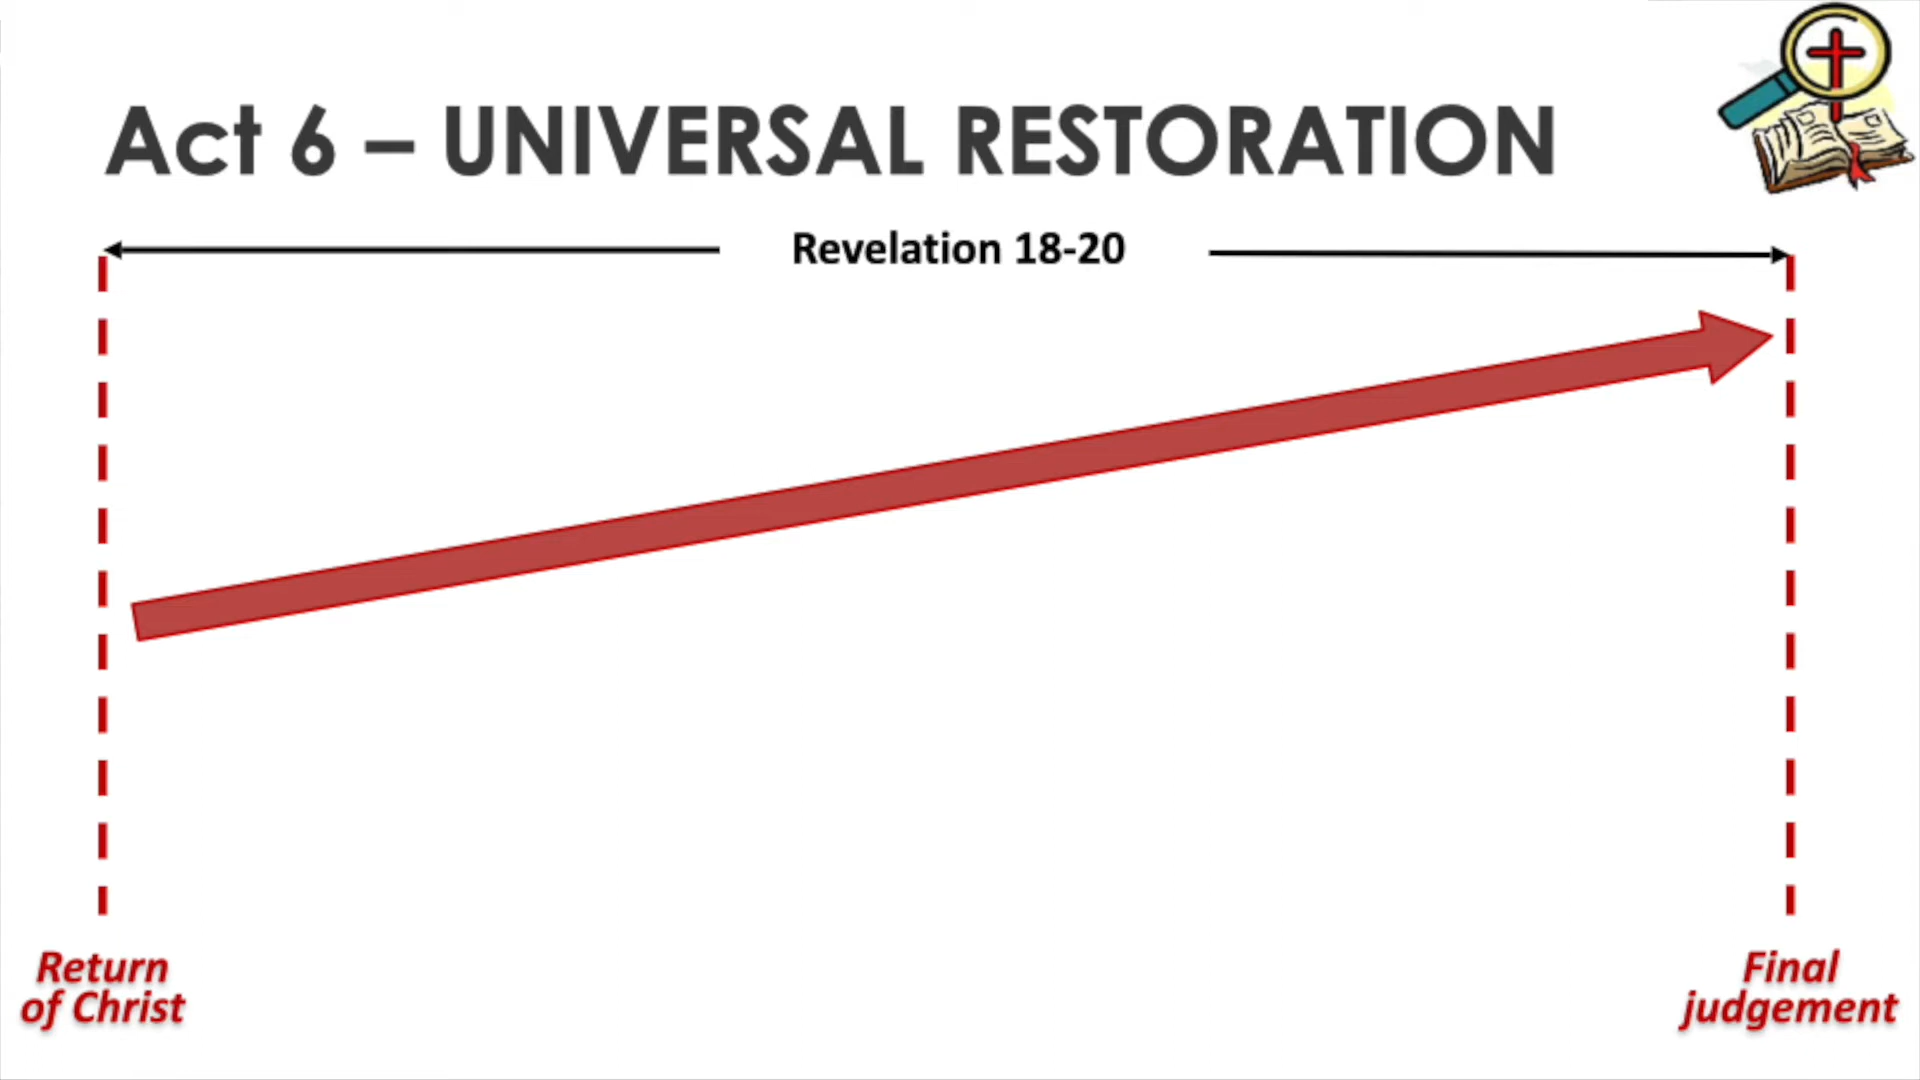 Act 6 – UNIVERSAL RESTORATION
Revelation 18-20
Return
of Christ
Final
judgement